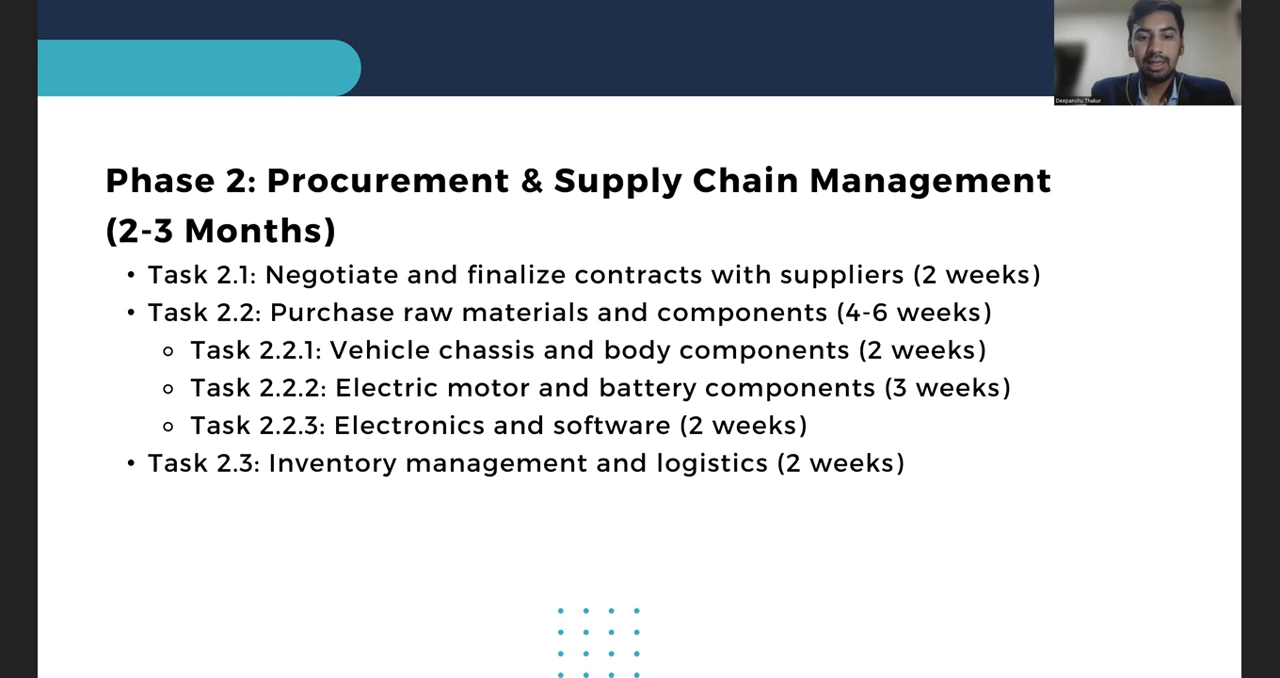 Deepanshu Thakur
Phase 2: Procurement & Supply Chain Management
(2-3 Months)
• Task 2.1: Negotiate and finalize contracts with suppliers (2 weeks)
• Task 2.2: Purchase raw materials and components (4-6 weeks)
◦ Task 2.2.1: Vehicle chassis and body components (2 weeks)
◦ Task 2.2.2: Electric motor and battery components (3 weeks)
◦ Task 2.2.3: Electronics and software (2 weeks)
• Task 2.3: Inventory management and logistics (2 weeks)